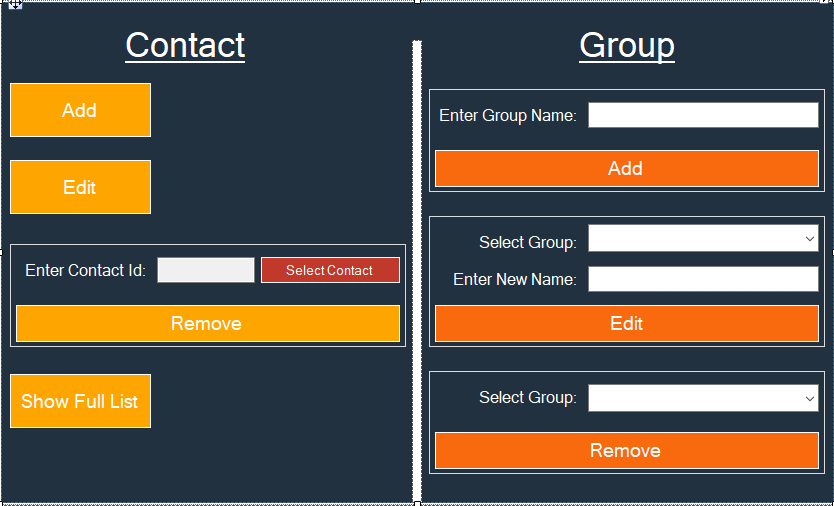 Contact
Add
Edit
Enter Contact Id: Select Contact
Remove
Show Full List
Group
Enter Group Name:
Add
Select Group:
Enter New Name:
Edit
Select Group:
Remove